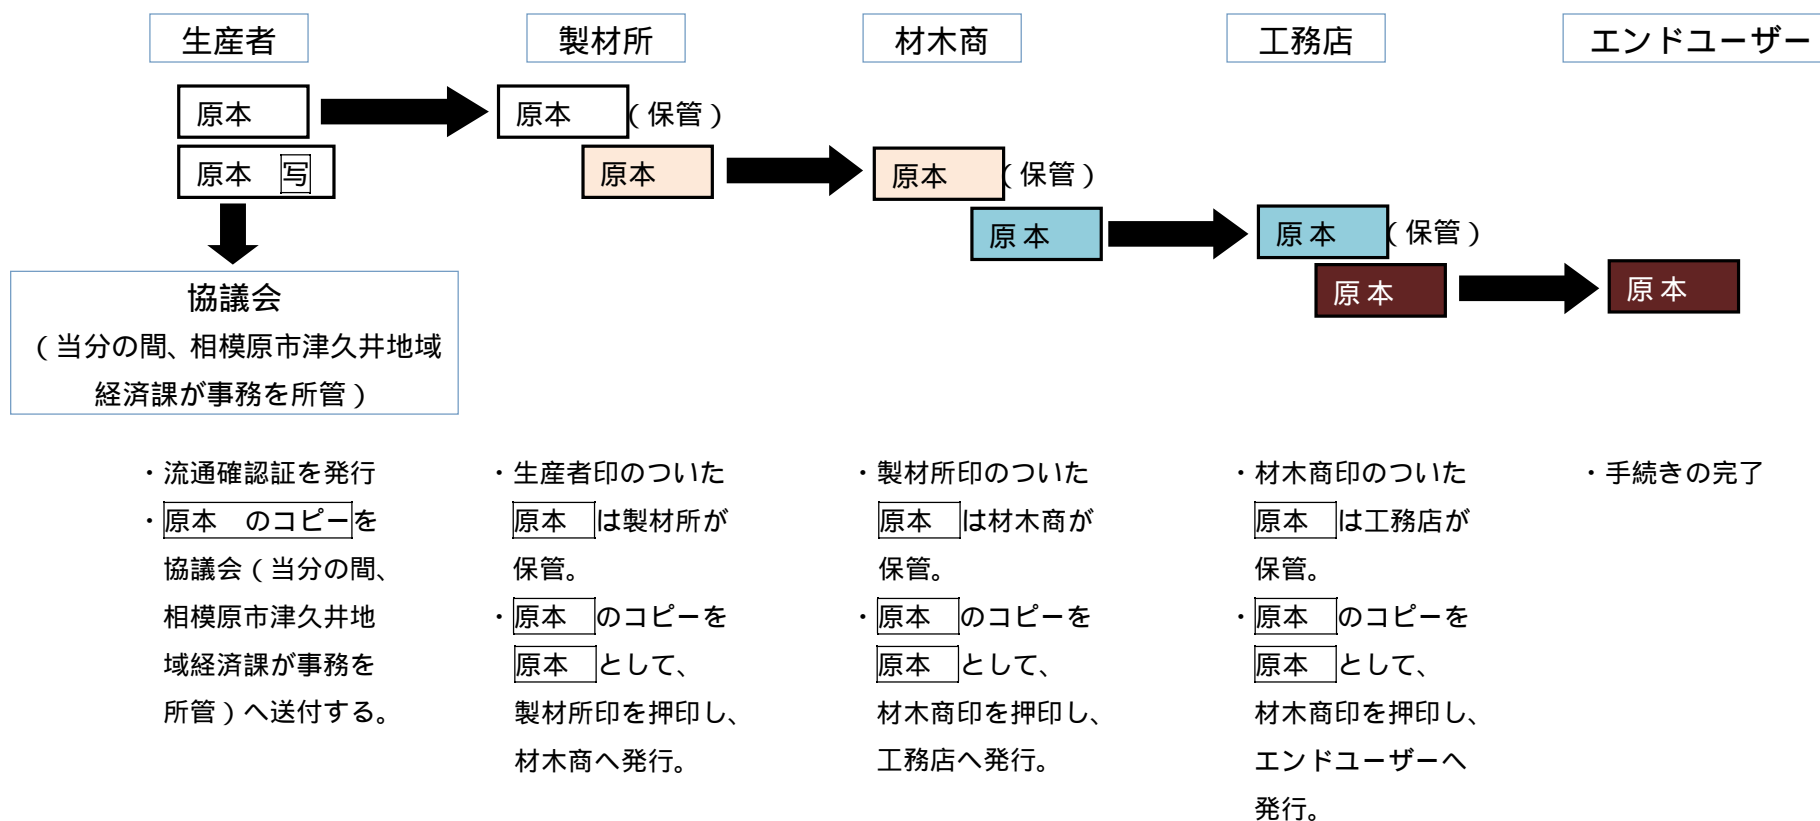 生産者
製材所
材木商
工務店
エンドユーザー
原本
原本
（保管）
原本 写
原本
原本
（保管）
原本
原本
（保管）
原本
原本
協議会
（当分の間、相模原市津久井地域
経済課が事務を所管）
・流通確認証を発行
・原本　のコピーを
協議会（当分の間、
相模原市津久井地
域経済課が事務を
所管）へ送付する。
・生産者印のついた
原本　は製材所が
保管。
・原本　のコピーを
原本　として、
製材所印を押印し、
材木商へ発行。
・製材所印のついた
原本　は材木商が
保管。
・原本　のコピーを
原本　として、
材木商印を押印し、
工務店へ発行。
・材木商印のついた
原本　は工務店が
保管。
・原本　のコピーを
原本　として、
材木商印を押印し、
エンドユーザーへ
発行。
・手続きの完了